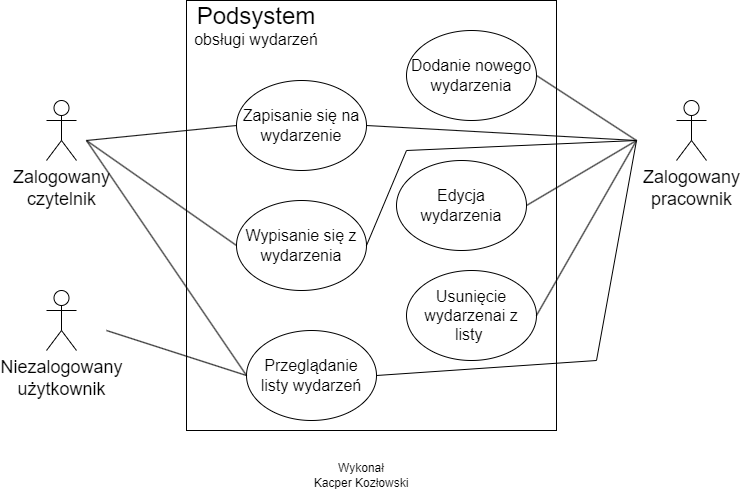 Podsystem
obsługi wydarzeń
Dodanie nowego
wydarzenia
Zapisanie się na
wydarzenie
Zalogowany
czytelnik
Zalogowany
pracownik
Edycja
wydarzenia
Wypisanie się z
wydarzenia
Usunięcie
wydarzenai z
listy
Niezalogowany
użytkownik
Przeglądanie
listy wydarzeń
Wykonał
Kacper Kozłowski